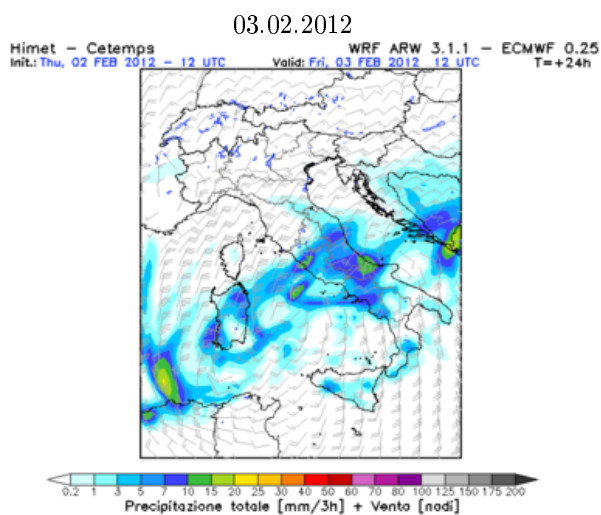 03.02.2012
Himet - Cetemps WRF ARW 3.1.1 - ECMWF 0.25
Init.: Thu, 02 FEB 2012 - 12 UTC Valid: Fri, 03 FEB 2012 12 UTC T=+24h
0.2 1 3 5 7 10 15 20 25 30 40 50 60 70 80 100 125 150 175 200
Precipitazione totale [mm/3h] + Vento [nodi]